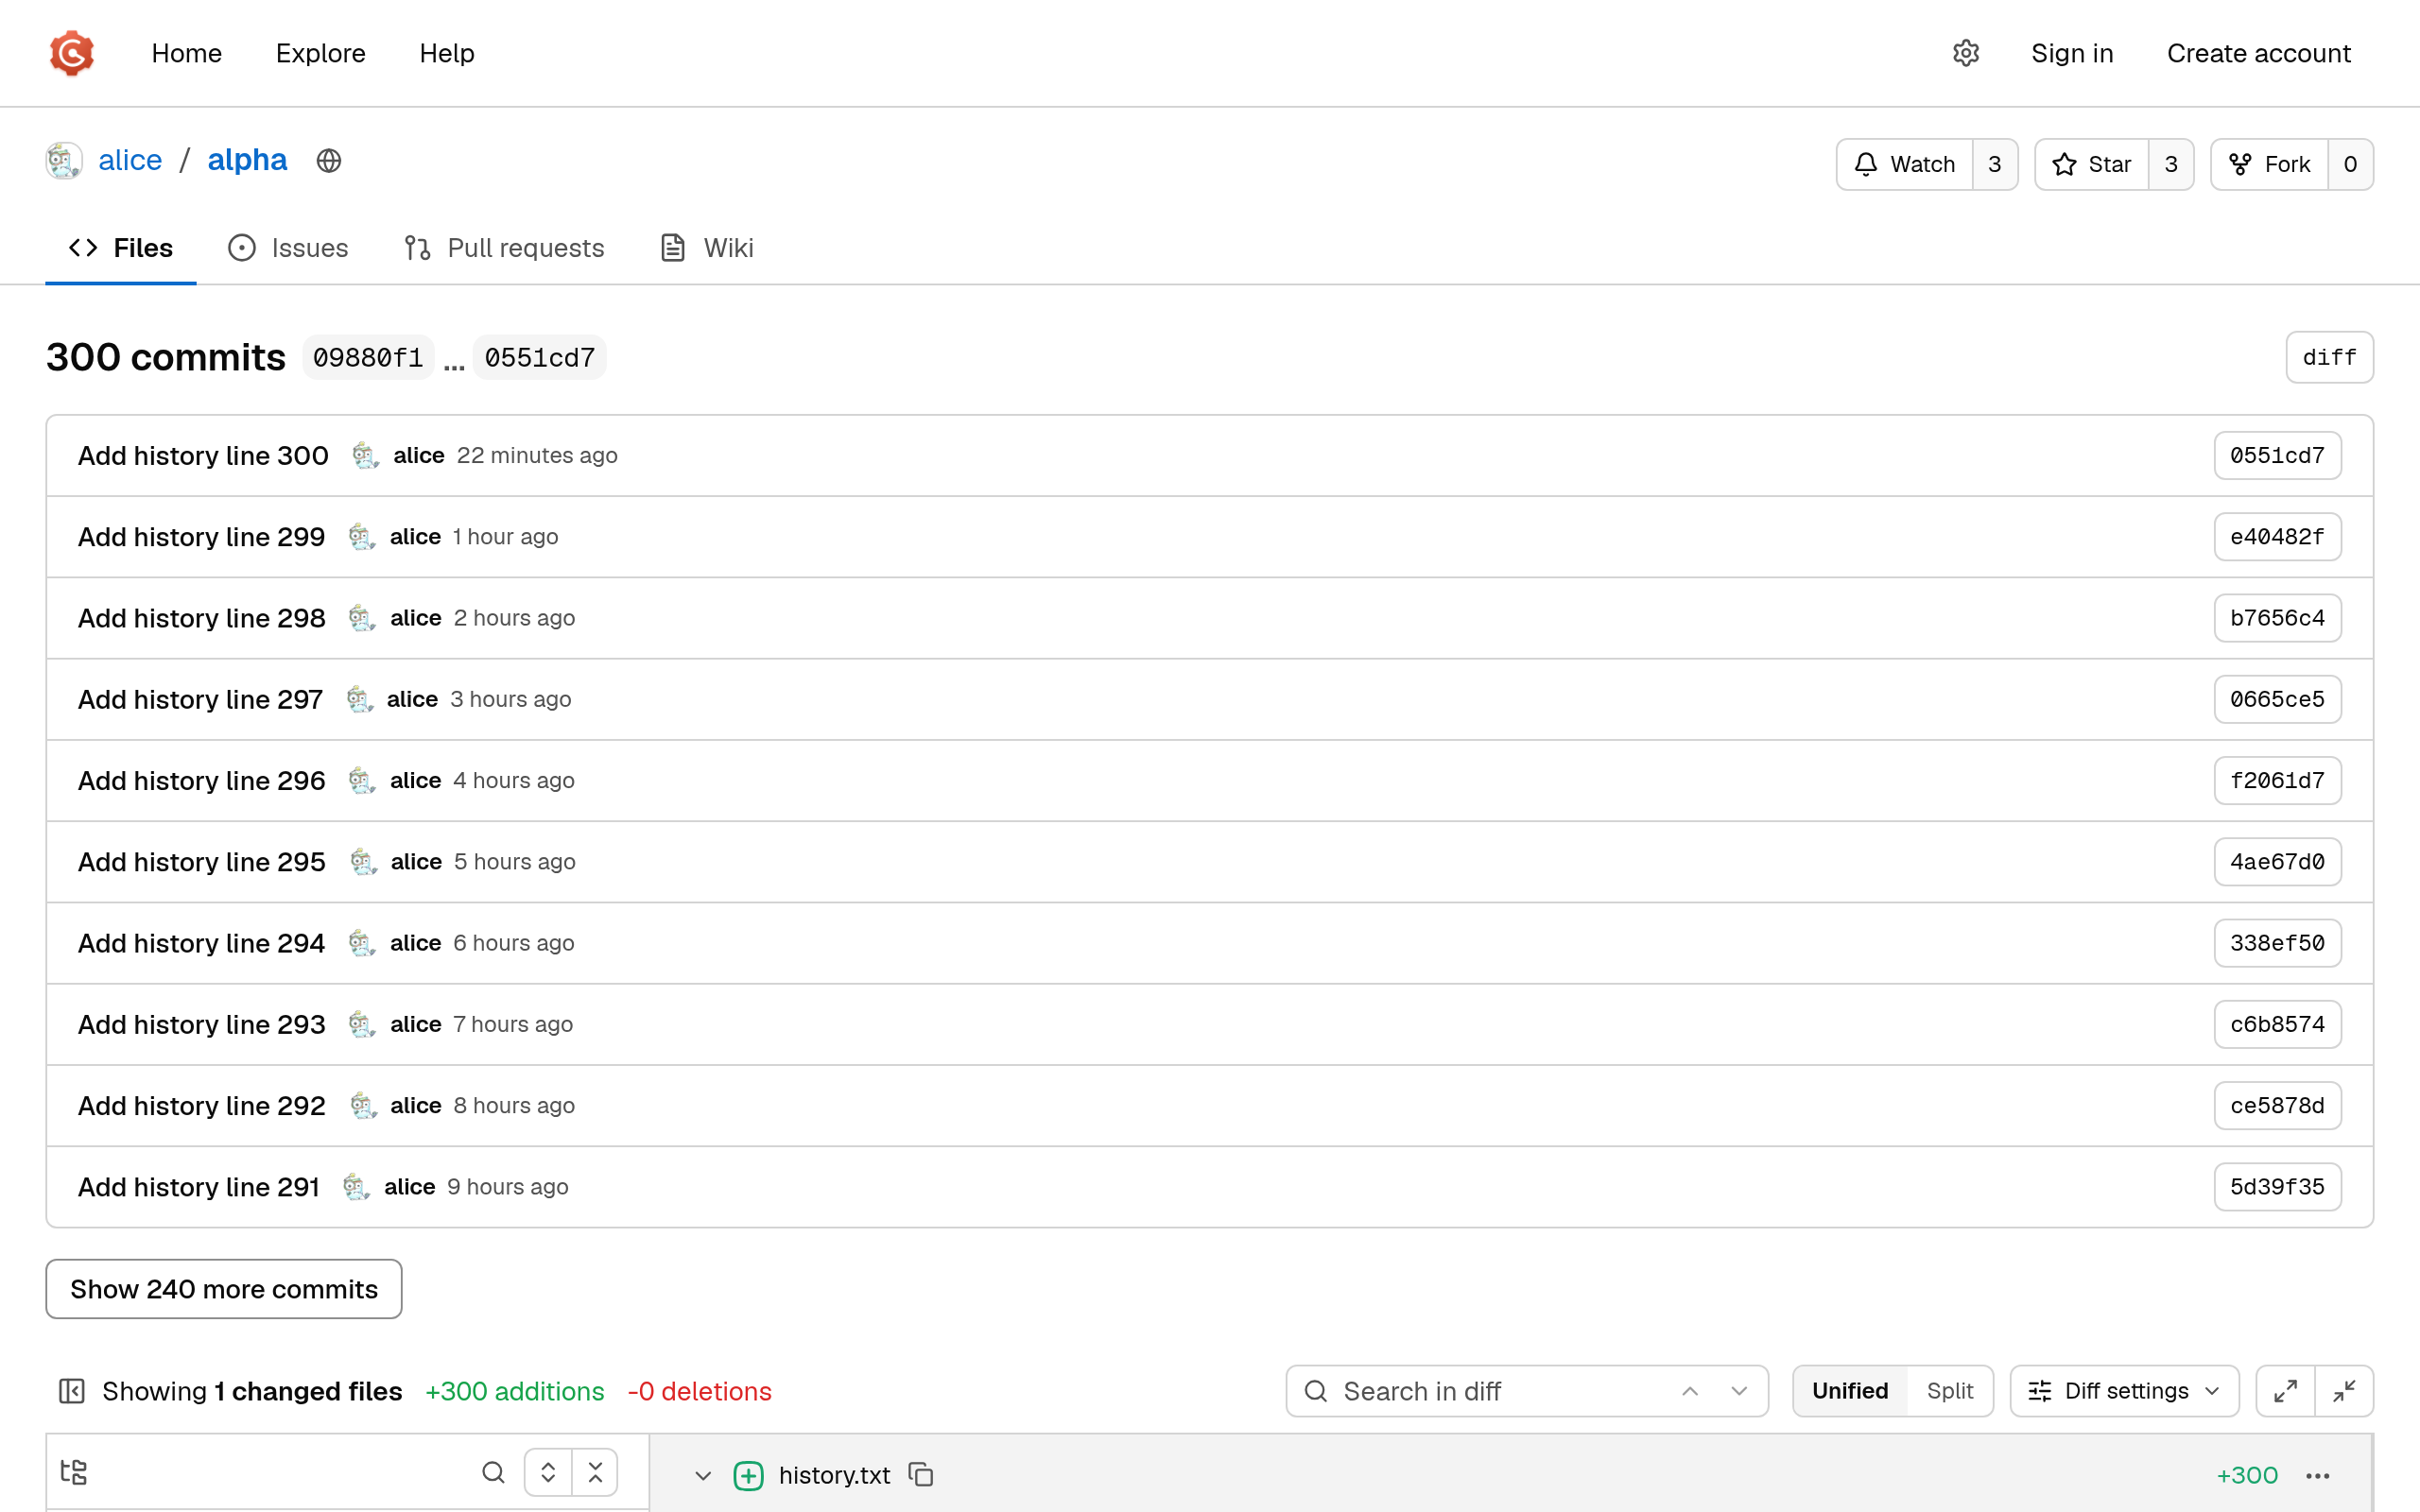 Home Explore Help Sign in Create account
alice / alpha Watch 3 Star 3 Fork 0
Files Issues Pull requests Wiki
300 commits 09880f1 ... 0551cd7 diff
Add history line 300 alice 22 minutes ago 0551cd7
Add history line 299 alice 1 hour ago e40482f
Add history line 298 alice 2 hours ago b7656c4
Add history line 297 alice 3 hours ago 0665ce5
Add history line 296 alice 4 hours ago f2061d7
Add history line 295 alice 5 hours ago 4ae67d0
Add history line 294 alice 6 hours ago 338ef50
Add history line 293 alice 7 hours ago c6b8574
Add history line 292 alice 8 hours ago ce5878d
Add history line 291 alice 9 hours ago 5d39f35
Show 240 more commits
Showing 1 changed files +300 additions -0 deletions Search in diff Unified Split Diff settings
history.txt +300